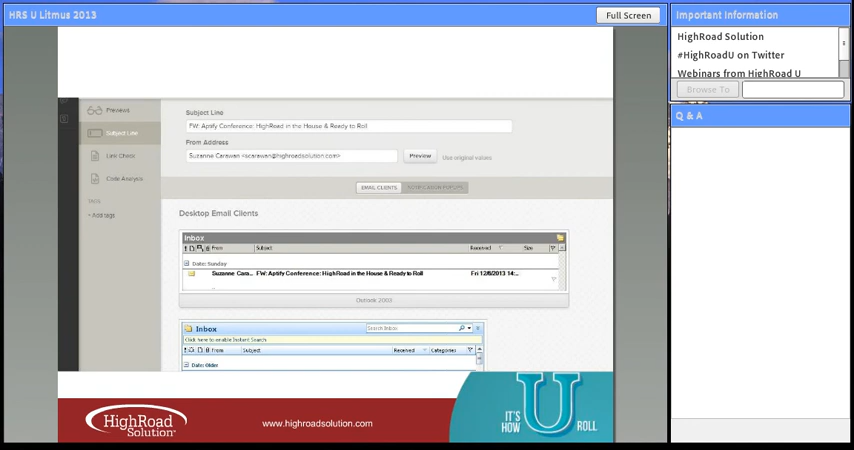 HRS U Litmus 2013
Full Screen
Important Information
HighRoad Solution
#HighRoadU on Twitter
Webinars from HighRoad U
Browse To
Q & A
Previews
Subject Line
Link Check
Code Analysis
TAGS
+ Add tags
Subject Line
FW: Aptify Conference: HighRoad in the House & Ready to Roll
From Address
Suzanne Carawan <scarawan@highroadsolution.com>
Preview
Use original values
EMAIL CLIENTS
NOTIFICATION POPUPS
Desktop Email Clients
Inbox
From Subject Received Size
Date: Sunday
Suzanne Cara... FW: Aptify Conference: HighRoad in the House & Ready to Roll Fri 12/6/2013 14:...
Outlook 2003
Inbox
Search Inbox
Click here to enable Instant Search
From Subject Received Categories
Date: Older
HighRoad
Solution
www.highroadsolution.com
IT'S
HOW
U
ROLL